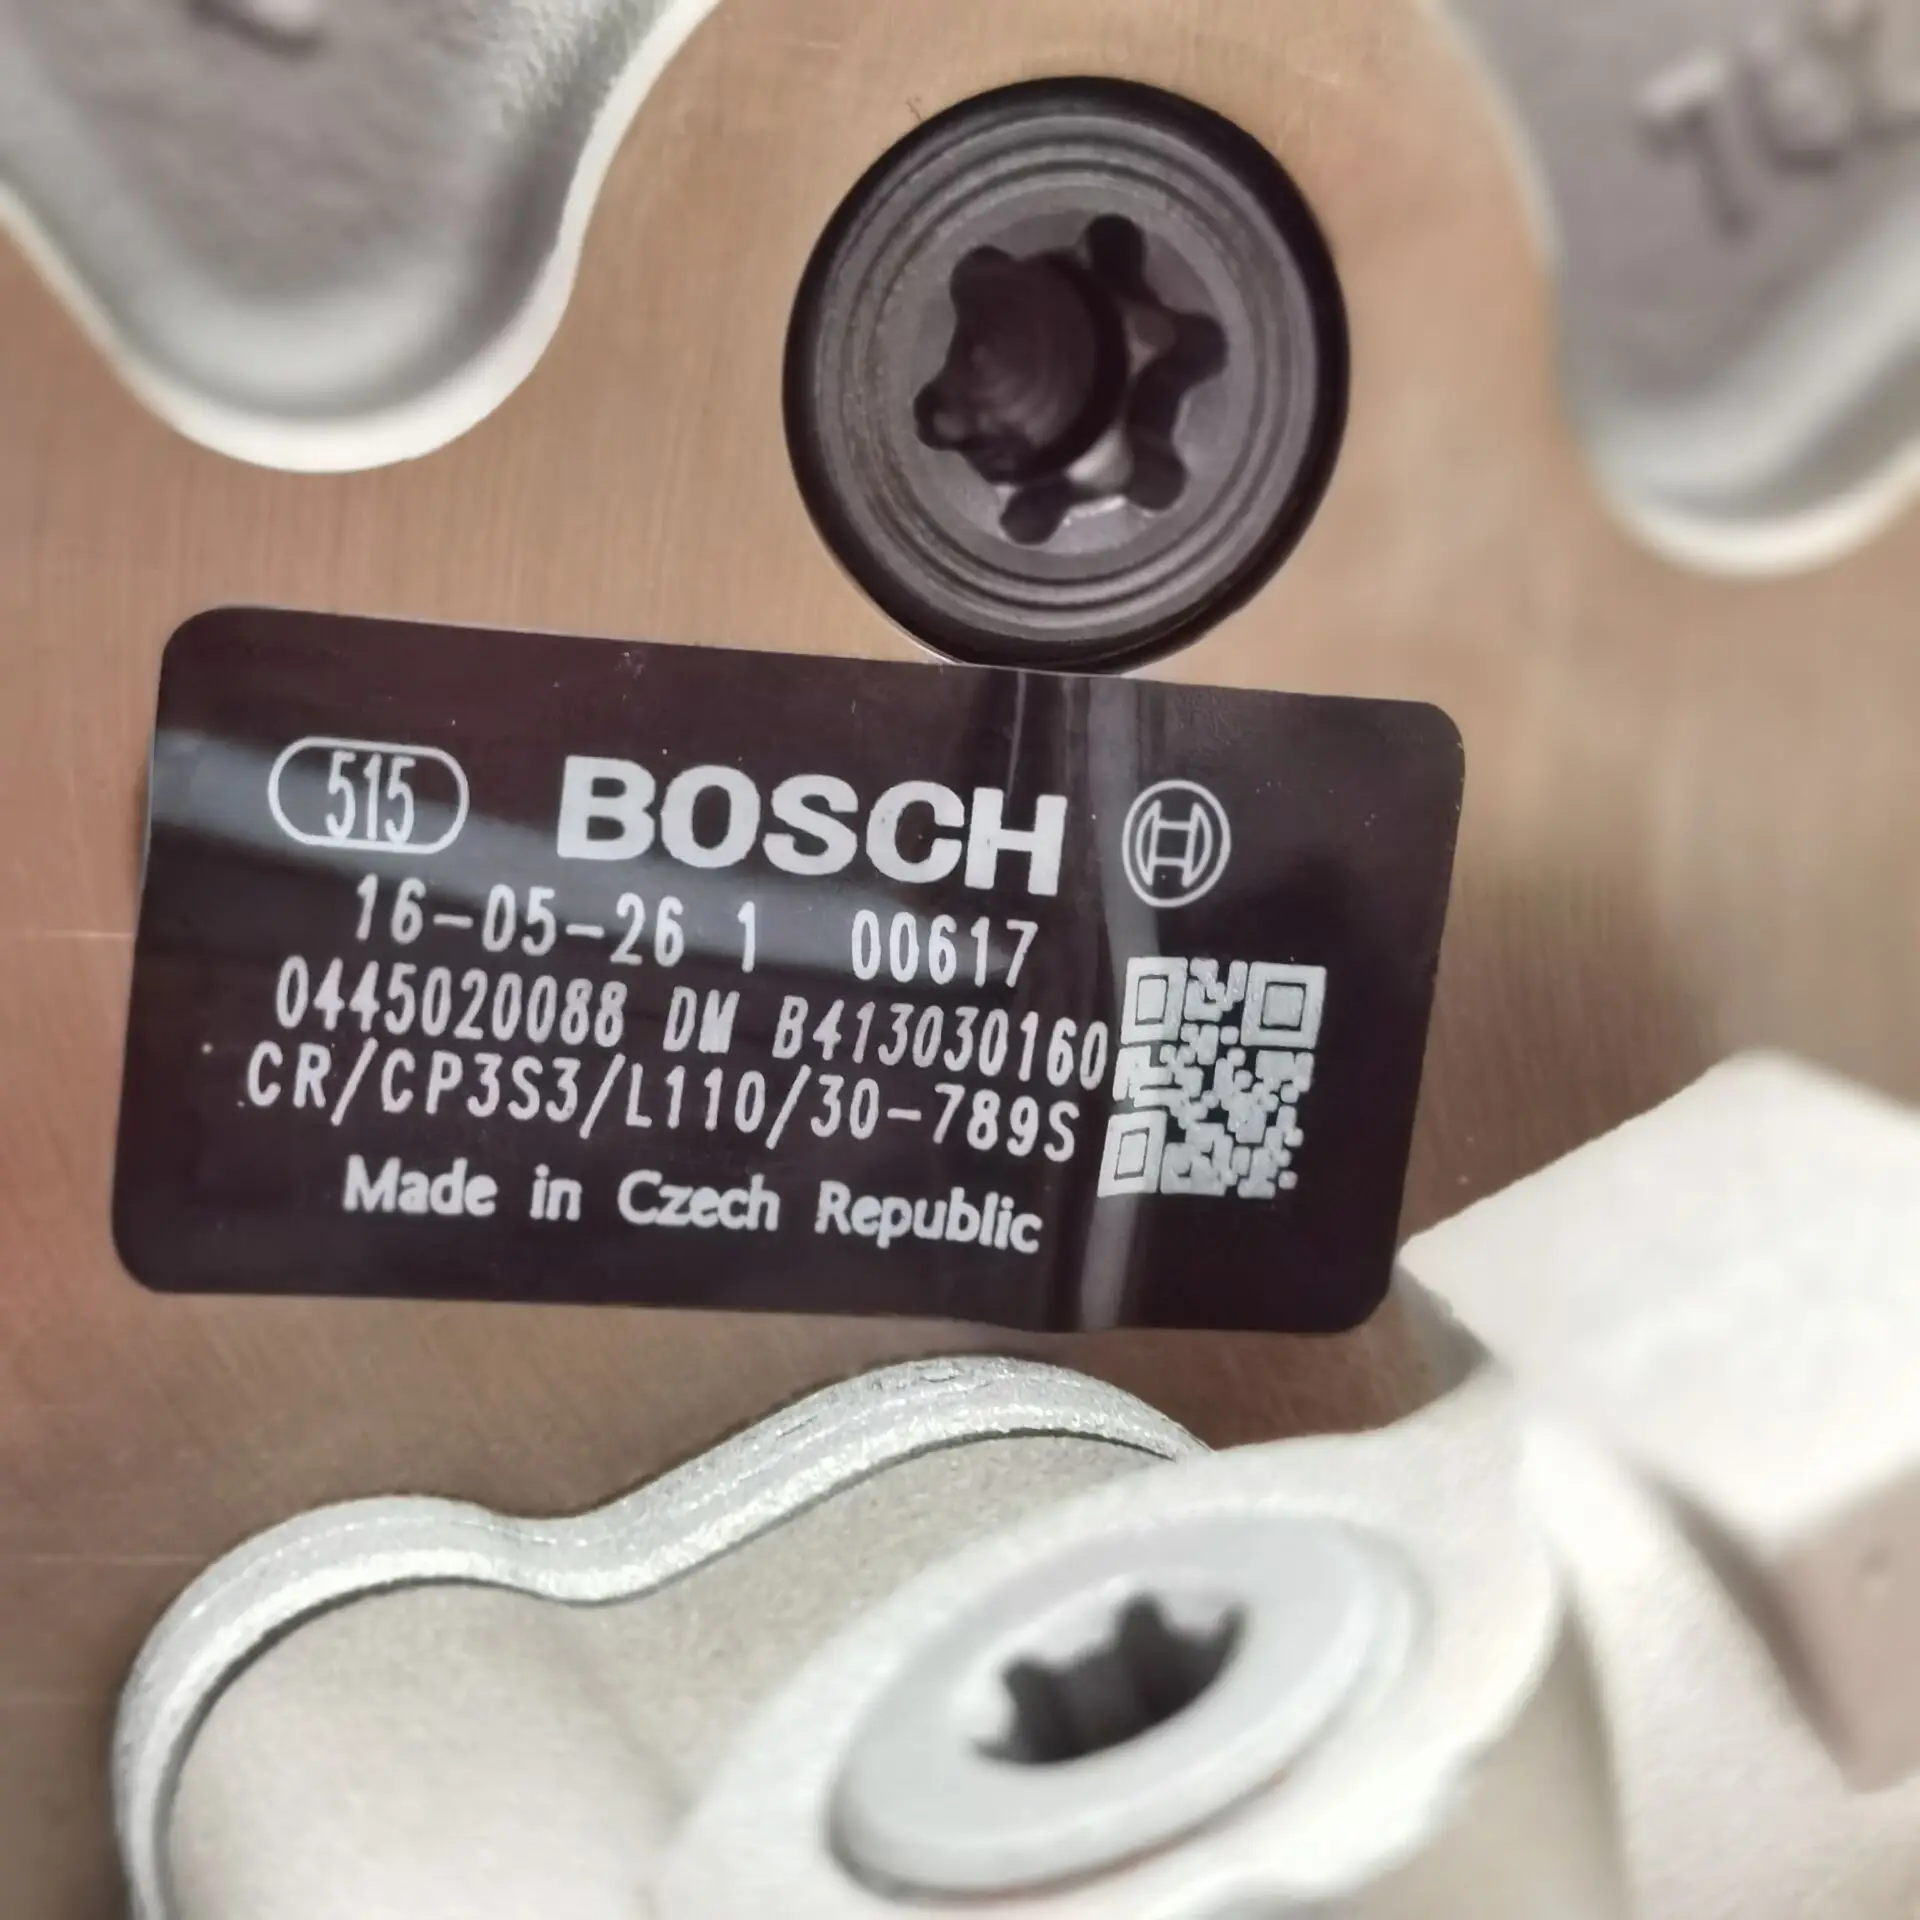 515 BOSCH
16-05-26 1 00617
0445020088 DM B413030160
CR/CP3S3/L110/30-789S
Made in Czech Republic